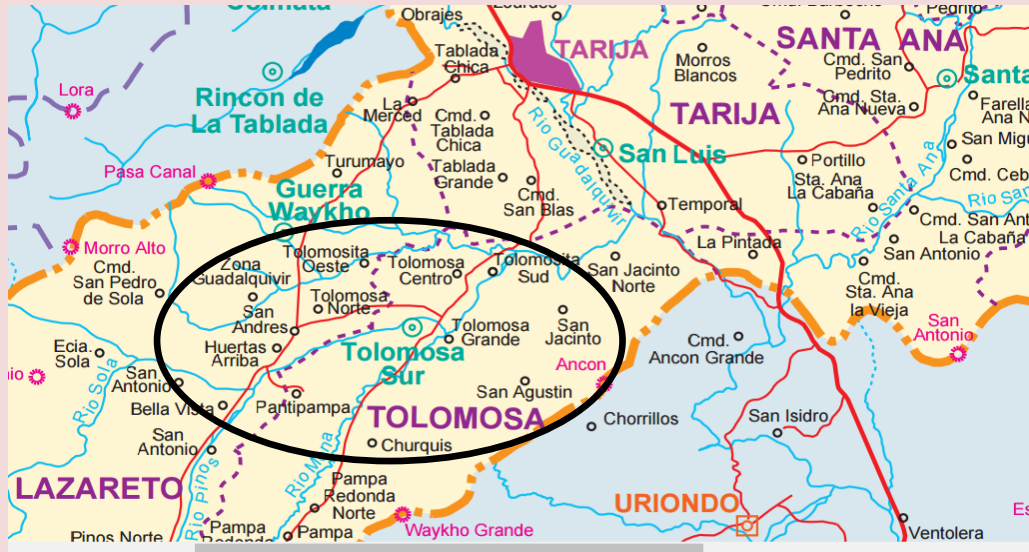 Obrajes
Lourdes
Pedrito
Colmata
TARIJA
SANTA ANA
Tablada
Chica
Morros
Blancos
Cmd. San
Pedrito
Santa
Lora
Rincon de
La Tablada
La
Merced
Cmd.
Tablada
Chica
TARIJA
Cmd. Sta.
Ana Nueva
Farella
Ana N
Rio Guadalquivir
San Luis
San Migu
Turumayo
Tablada
Grande
Portillo
Pasa Canal
Sta. Ana
La Cabaña
Cmd. Ceb
Guerra
Waykho
Cmd.
San Blas
Temporal
Rio Santa Ana
Rio San
Cmd. San Ant
La Cabaña
Morro Alto
La Pintada
San Antonio
Cmd.
San Pedro
de Sola
Zona
Guadalquivir
Tolomosita
Oeste
Tolomosa
Centro
Tolomosita
Sud
San Jacinto
Norte
Cmd.
Sta. Ana
la Vieja
Tolomosa
Norte
San
Andres
Tolomosa
Grande
San
Jacinto
San
Antonio
Ecia.
Sola
Huertas
Arriba
Tolomosa
Sur
Cmd.
Ancon Grande
nio
Ancon
Rio Sola
San
Antonio
San Agustin
Bella Vista
Pantipampa
TOLOMOSA
Chorrillos
San Isidro
San
Antonio
Churquis
Rio Mena
LAZARETO
Rio Pinos
Pampa
Redonda
Norte
URIONDO
Waykho Grande
Es
Pinos Norte
Pampa
Redonda
Pampa
Ventolera